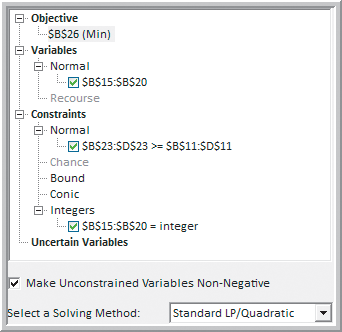 Objective
$B$26 (Min)
Variables
Normal
$B$15:$B$20
Recourse
Constraints
Normal
$B$23:$D$23 >= $B$11:$D$11
Chance
Bound
Conic
Integers
$B$15:$B$20 = integer
Uncertain Variables
Make Unconstrained Variables Non-Negative
Select a Solving Method: Standard LP/Quadratic